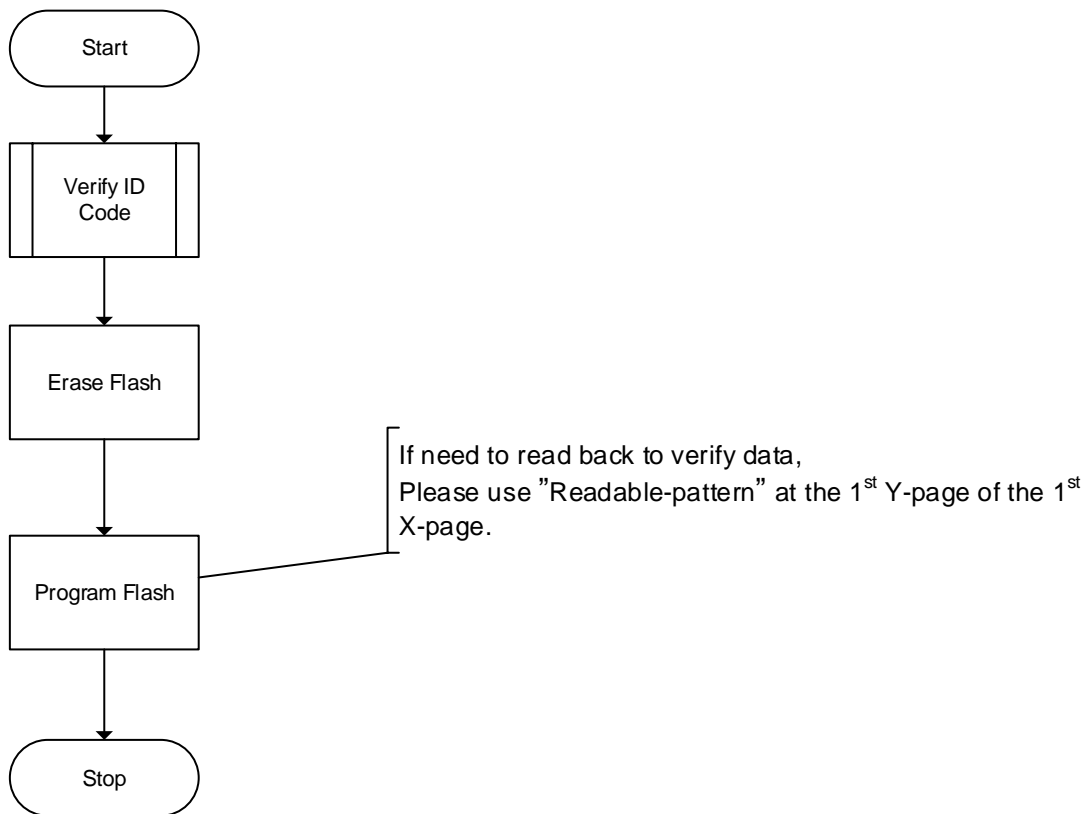 Start
Verify ID
Code
Erase Flash
If need to read back to verify data,
Please use ”Readable-pattern” at the 1st Y-page of the 1st
X-page.
Program Flash
Stop